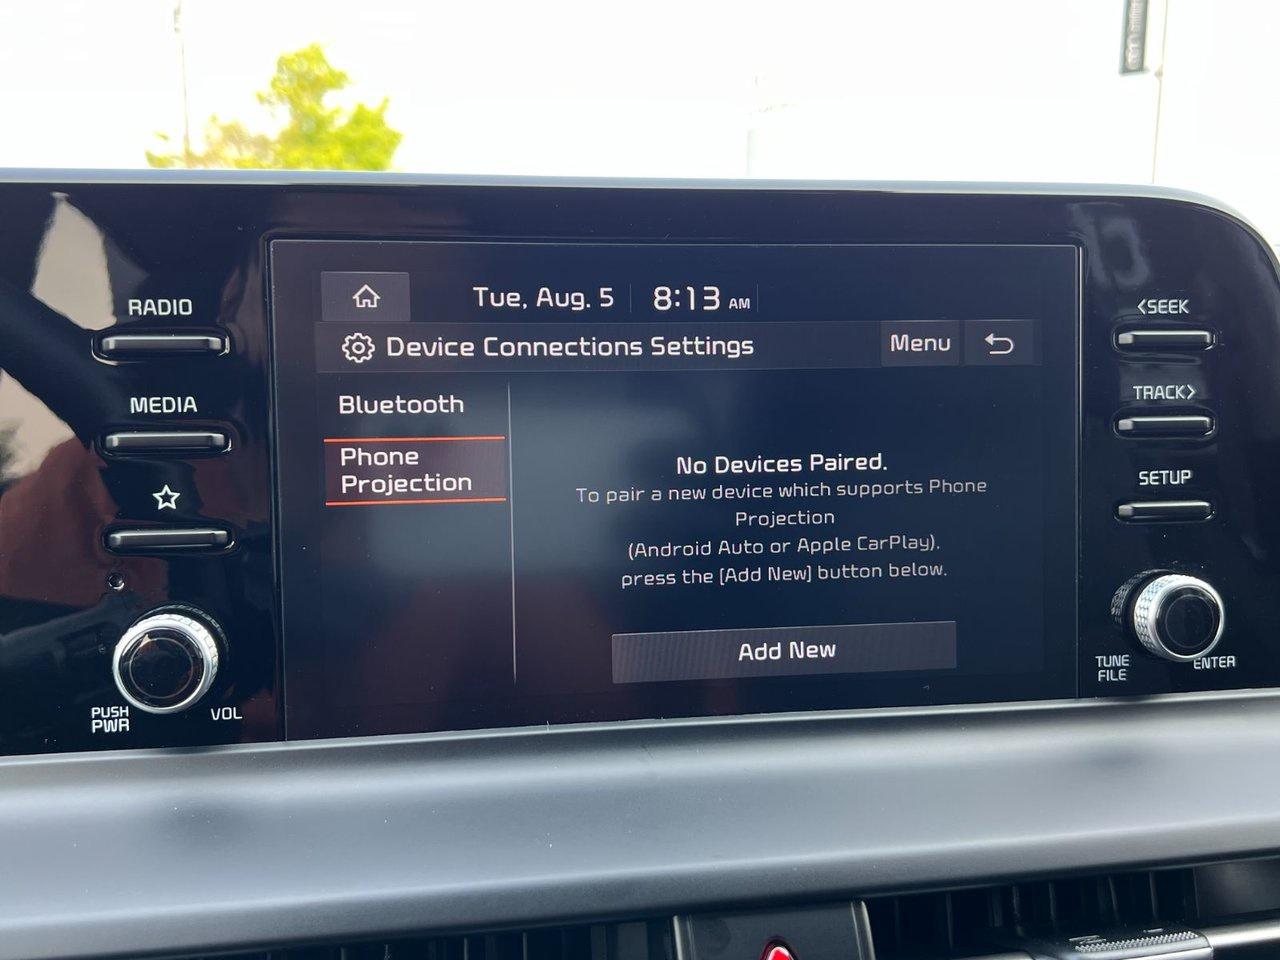 RADIO
MEDIA
PUSH
PWR
VOL
Tue, Aug. 5
8:13 AM
Device Connections Settings
Menu
Bluetooth
Phone
Projection
No Devices Paired.
To pair a new device which supports Phone
Projection
(Android Auto or Apple CarPlay),
press the [Add New] button below.
Add New
<SEEK
TRACK>
SETUP
TUNE
FILE
ENTER